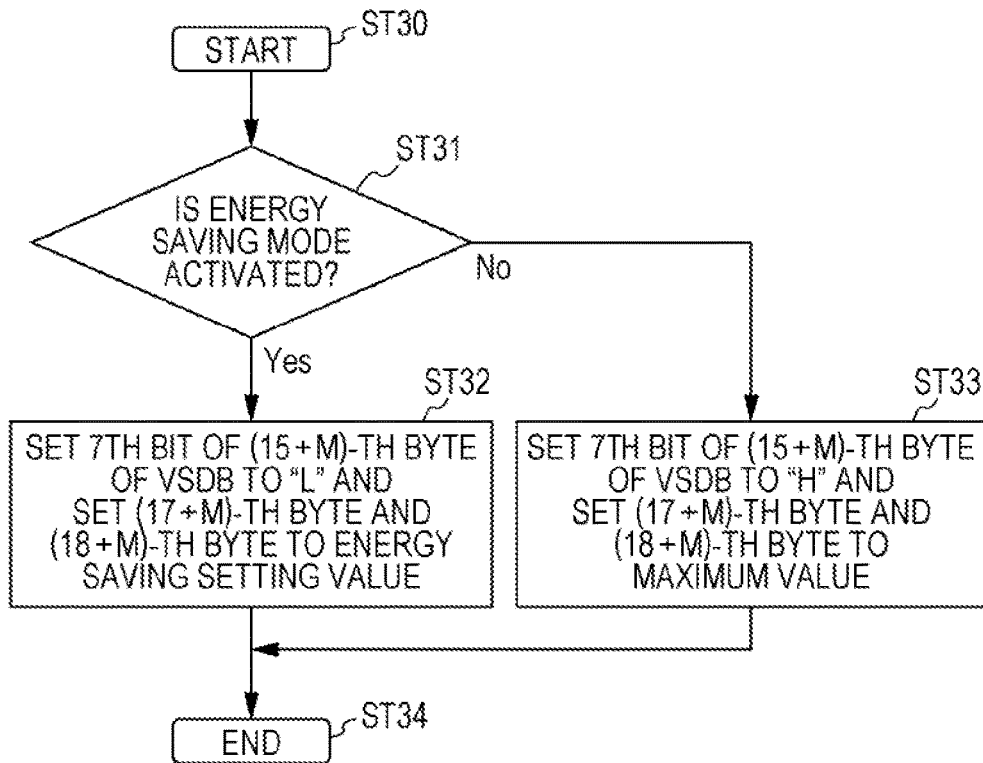 START
ST30
ST31
IS ENERGY
SAVING MODE
ACTIVATED?
No
Yes
ST32
SET 7TH BIT OF (15+M)-TH BYTE
OF VSDB TO "L" AND
SET (17+M)-TH BYTE AND
(18+M)-TH BYTE TO ENERGY
SAVING SETTING VALUE
ST33
SET 7TH BIT OF (15+M)-TH BYTE
OF VSDB TO "H" AND
SET (17+M)-TH BYTE AND
(18+M)-TH BYTE TO
MAXIMUM VALUE
ST34
END